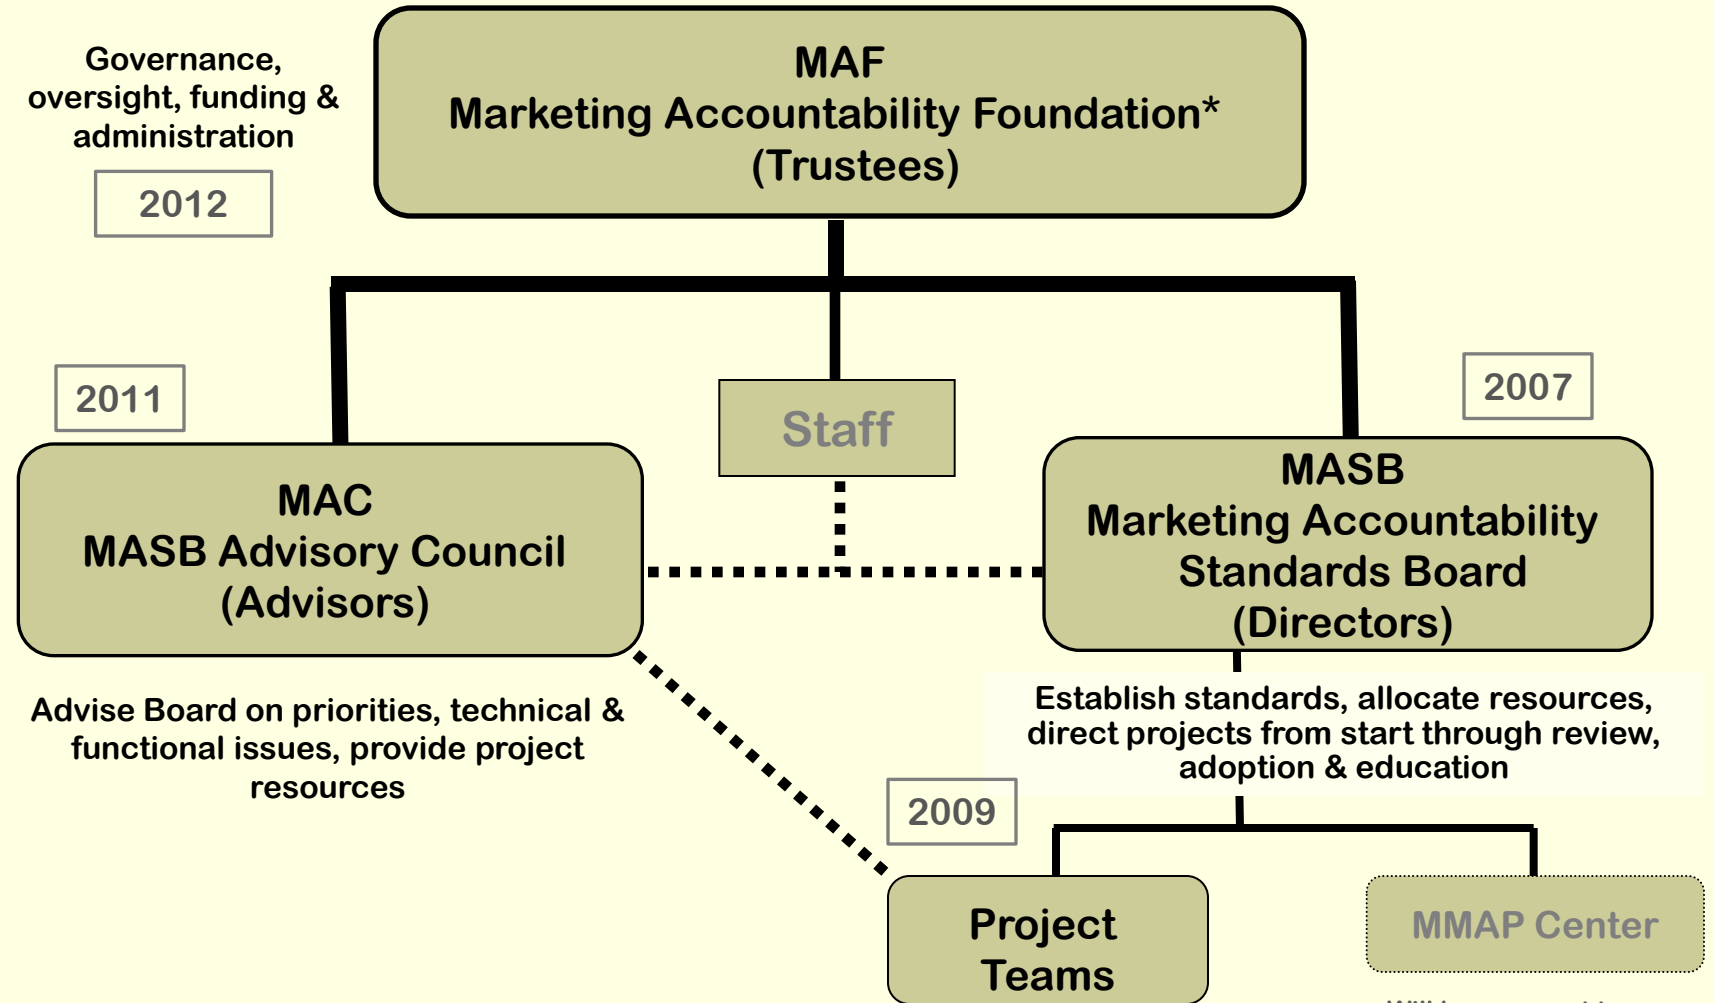 Governance,
oversight, funding &
administration
2012
MAF
Marketing Accountability Foundation*
(Trustees)
2011
Staff
2007
MAC
MASB Advisory Council
(Advisors)
MASB
Marketing Accountability
Standards Board
(Directors)
Advise Board on priorities, technical &
functional issues, provide project
resources
Establish standards, allocate resources,
direct projects from start through review,
adoption & education
2009
Project
Teams
MMAP Center